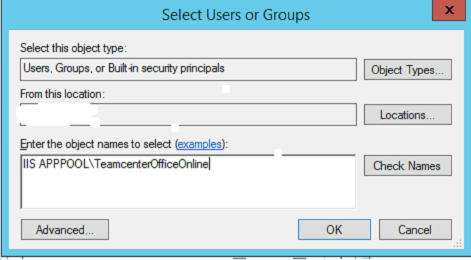 Select Users or Groups
x
Select this object type:
Users, Groups, or Built-in security principals
Object Types...
From this location:
Locations...
Enter the object names to select (examples):
IIS APPPOOL\TeamcenterOfficeOnline
Check Names
Advanced...
OK
Cancel